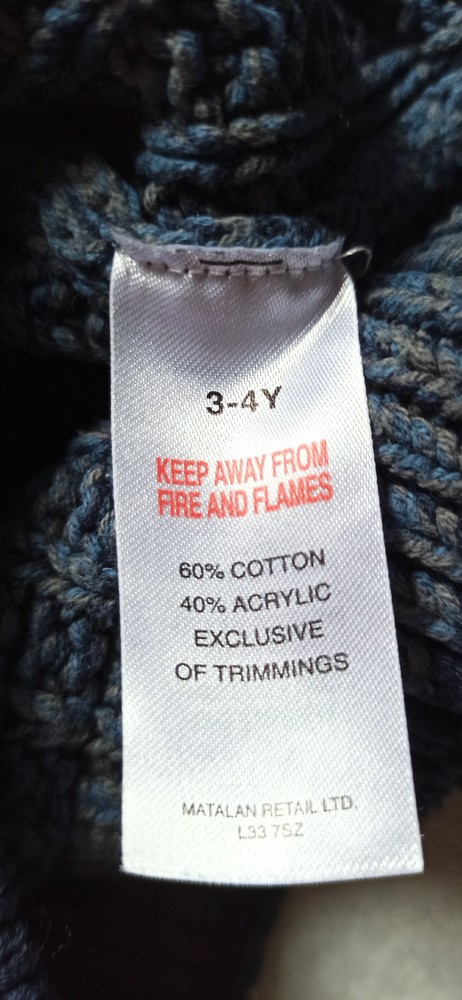 3-4Y
KEEP AWAY FROM
FIRE AND FLAMES
60% COTTON
40% ACRYLIC
EXCLUSIVE
OF TRIMMINGS
MATALAN RETAIL LTD.
L33 7SZ